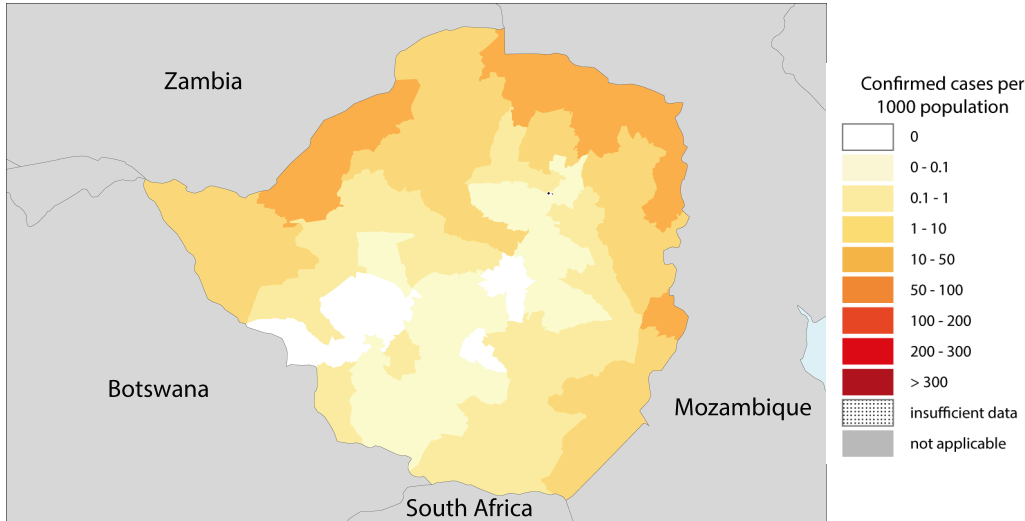 Zambia
Botswana
South Africa
Mozambique
Confirmed cases per
1000 population
0
0 - 0.1
0.1 - 1
1 - 10
10 - 50
50 - 100
100 - 200
200 - 300
> 300
insufficient data
not applicable